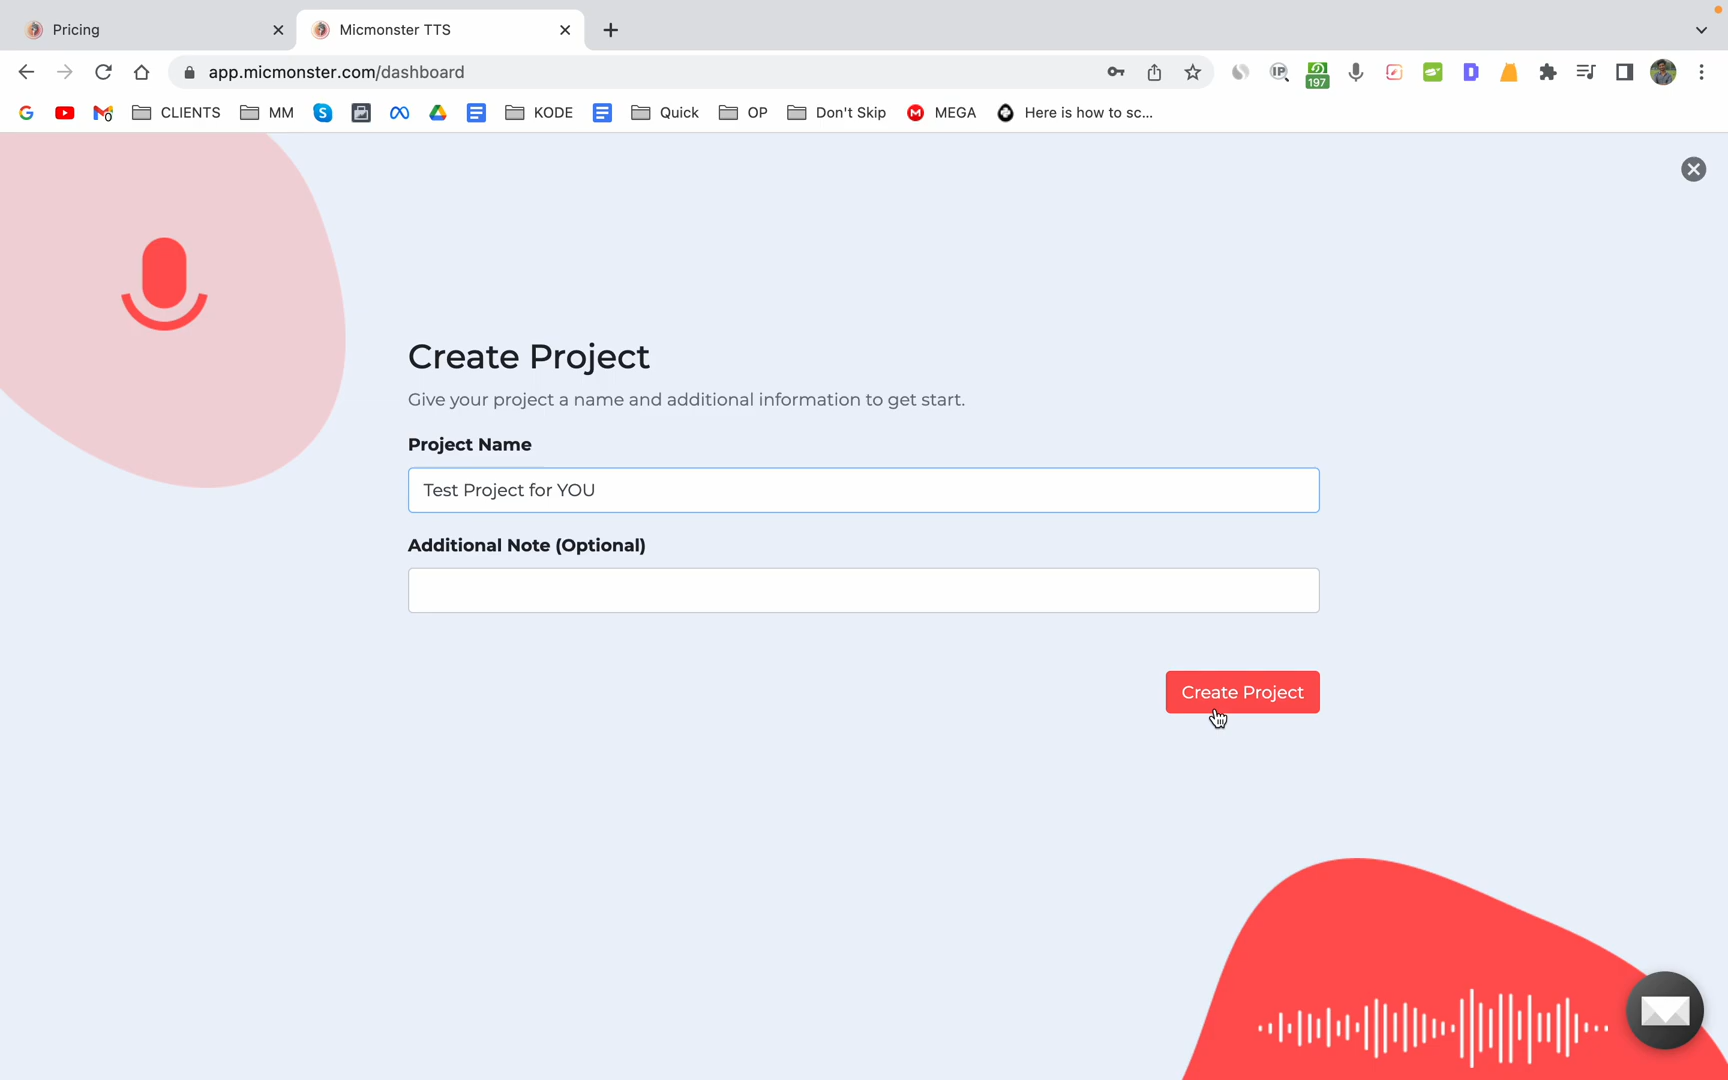 Pricing
Micmonster TTS
app.micmonster.com/dashboard
197
CLIENTS
MM
KODE
Quick
OP
Don't Skip
MEGA
Here is how to sc...
Create Project
Give your project a name and additional information to get start.
Project Name
Test Project for YOU
Additional Note (Optional)
Create Project